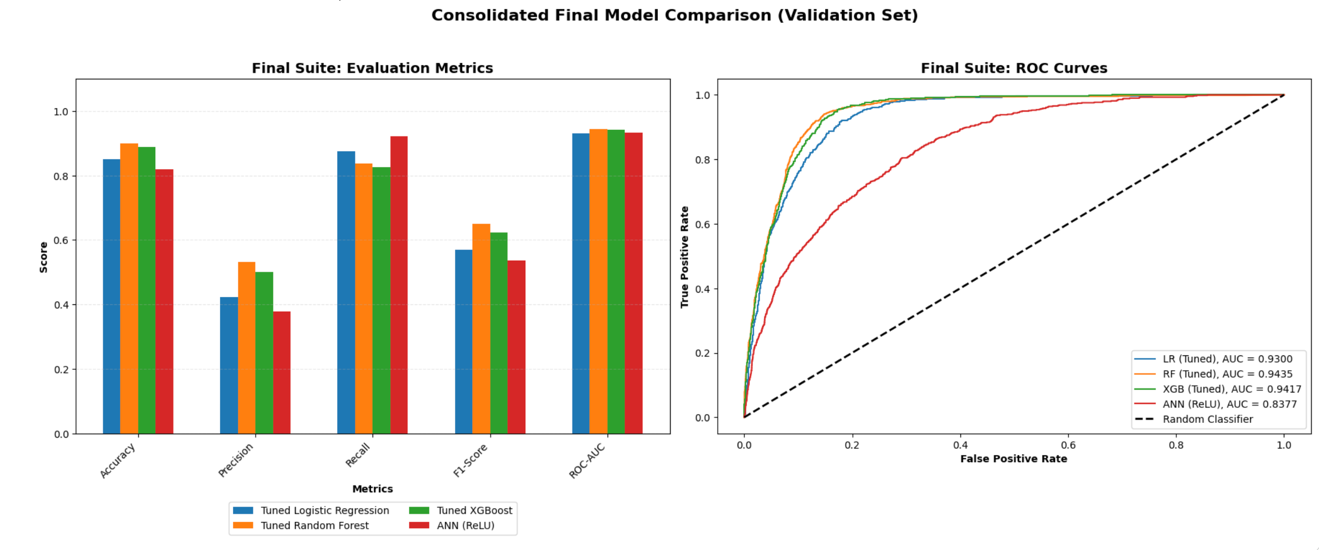 Consolidated Final Model Comparison (Validation Set)
Final Suite: Evaluation Metrics
Score
1.0
0.8
0.6
0.4
0.2
0.0
Accuracy
Precision
Recall
F1-Score
ROC-AUC
Metrics
Tuned Logistic Regression
Tuned Random Forest
Tuned XGBoost
ANN (ReLU)
Final Suite: ROC Curves
True Positive Rate
1.0
0.8
0.6
0.4
0.2
0.0
0.0 0.2 0.4 0.6 0.8 1.0
False Positive Rate
LR (Tuned), AUC = 0.9300
RF (Tuned), AUC = 0.9435
XGB (Tuned), AUC = 0.9417
ANN (ReLU), AUC = 0.8377
Random Classifier